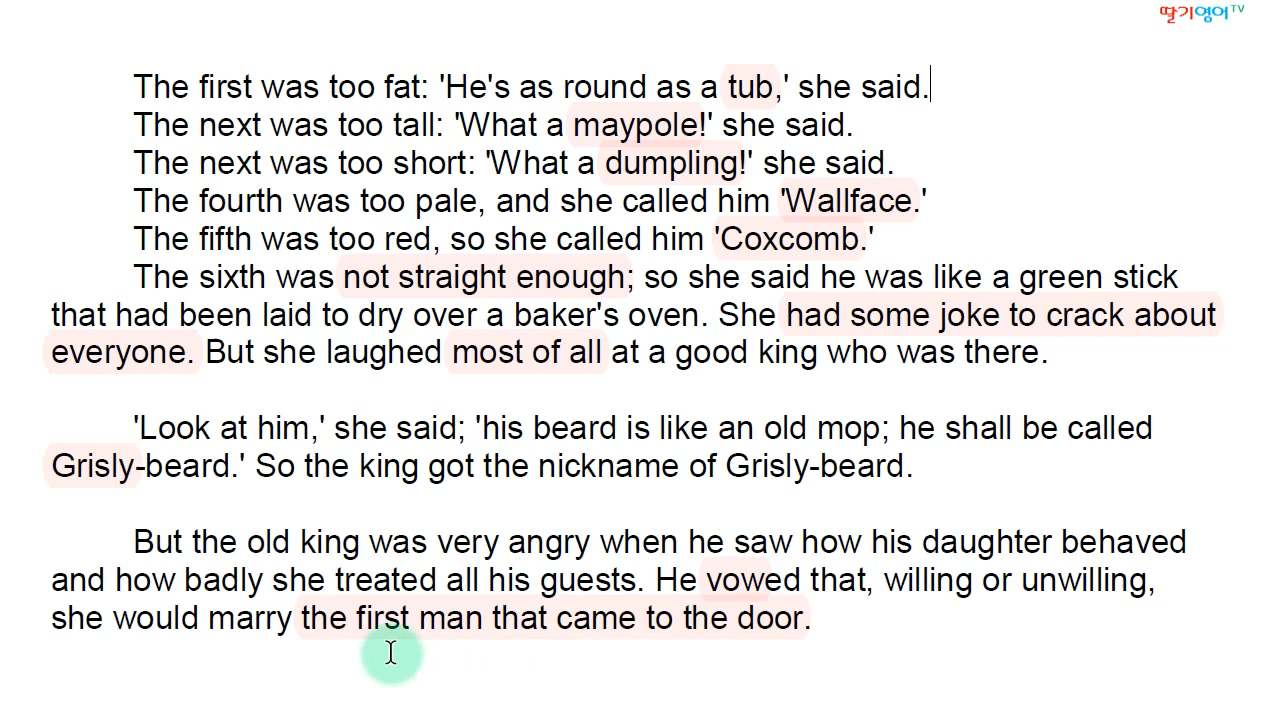 딸기영어TV
The first was too fat: 'He's as round as a tub,' she said.
The next was too tall: 'What a maypole!' she said.
The next was too short: 'What a dumpling!' she said.
The fourth was too pale, and she called him 'Wallface.'
The fifth was too red, so she called him 'Coxcomb.'
The sixth was not straight enough; so she said he was like a green stick
that had been laid to dry over a baker's oven. She had some joke to crack about
everyone. But she laughed most of all at a good king who was there.
'Look at him,' she said; 'his beard is like an old mop; he shall be called
Grisly-beard.' So the king got the nickname of Grisly-beard.
But the old king was very angry when he saw how his daughter behaved
and how badly she treated all his guests. He vowed that, willing or unwilling,
she would marry the first man that came to the door.